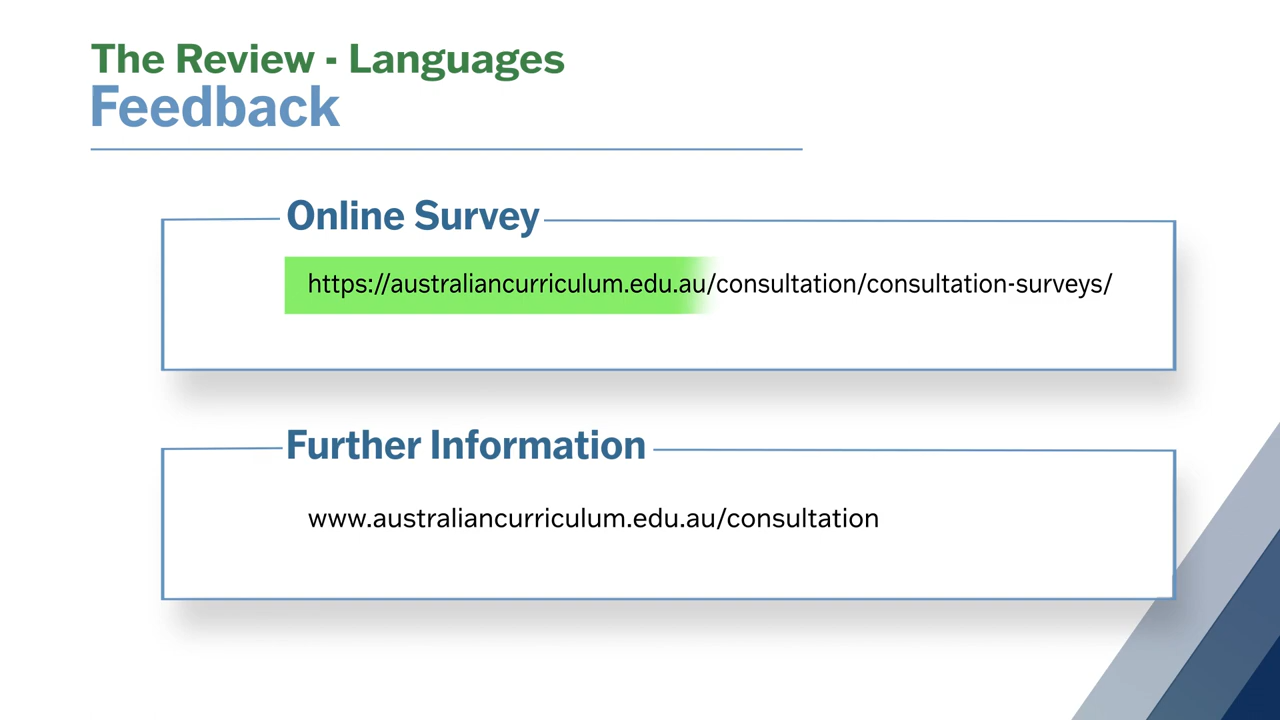 The Review - Languages
Feedback
Online Survey
https://australiancurriculum.edu.au/consultation/consultation-surveys/
Further Information
www.australiancurriculum.edu.au/consultation